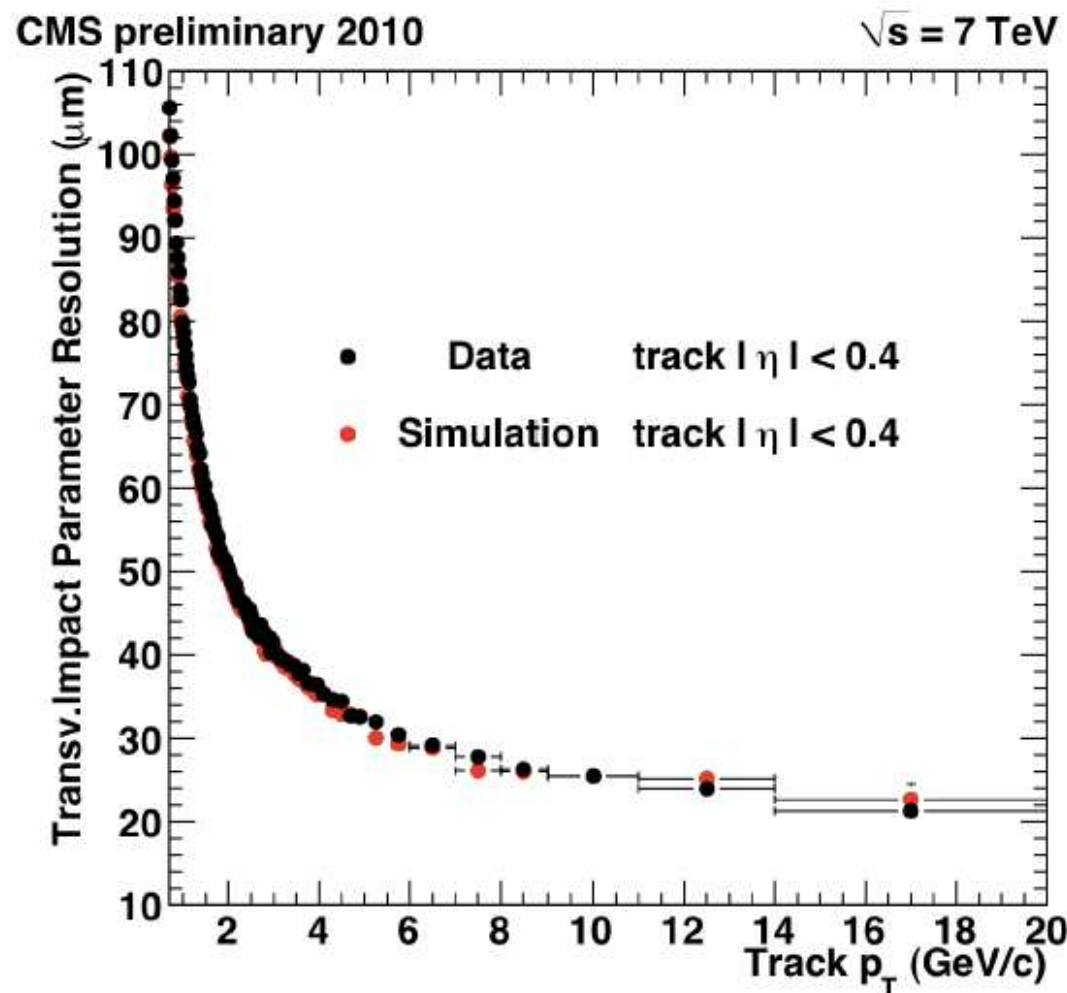 CMS preliminary 2010 √s = 7 TeV
Transv.Impact Parameter Resolution (μm)
110
100
90
80
70
60
50
40
30
20
10
Data track | η | < 0.4
Simulation track | η | < 0.4
2 4 6 8 10 12 14 16 18 20
Track p_T (GeV/c)